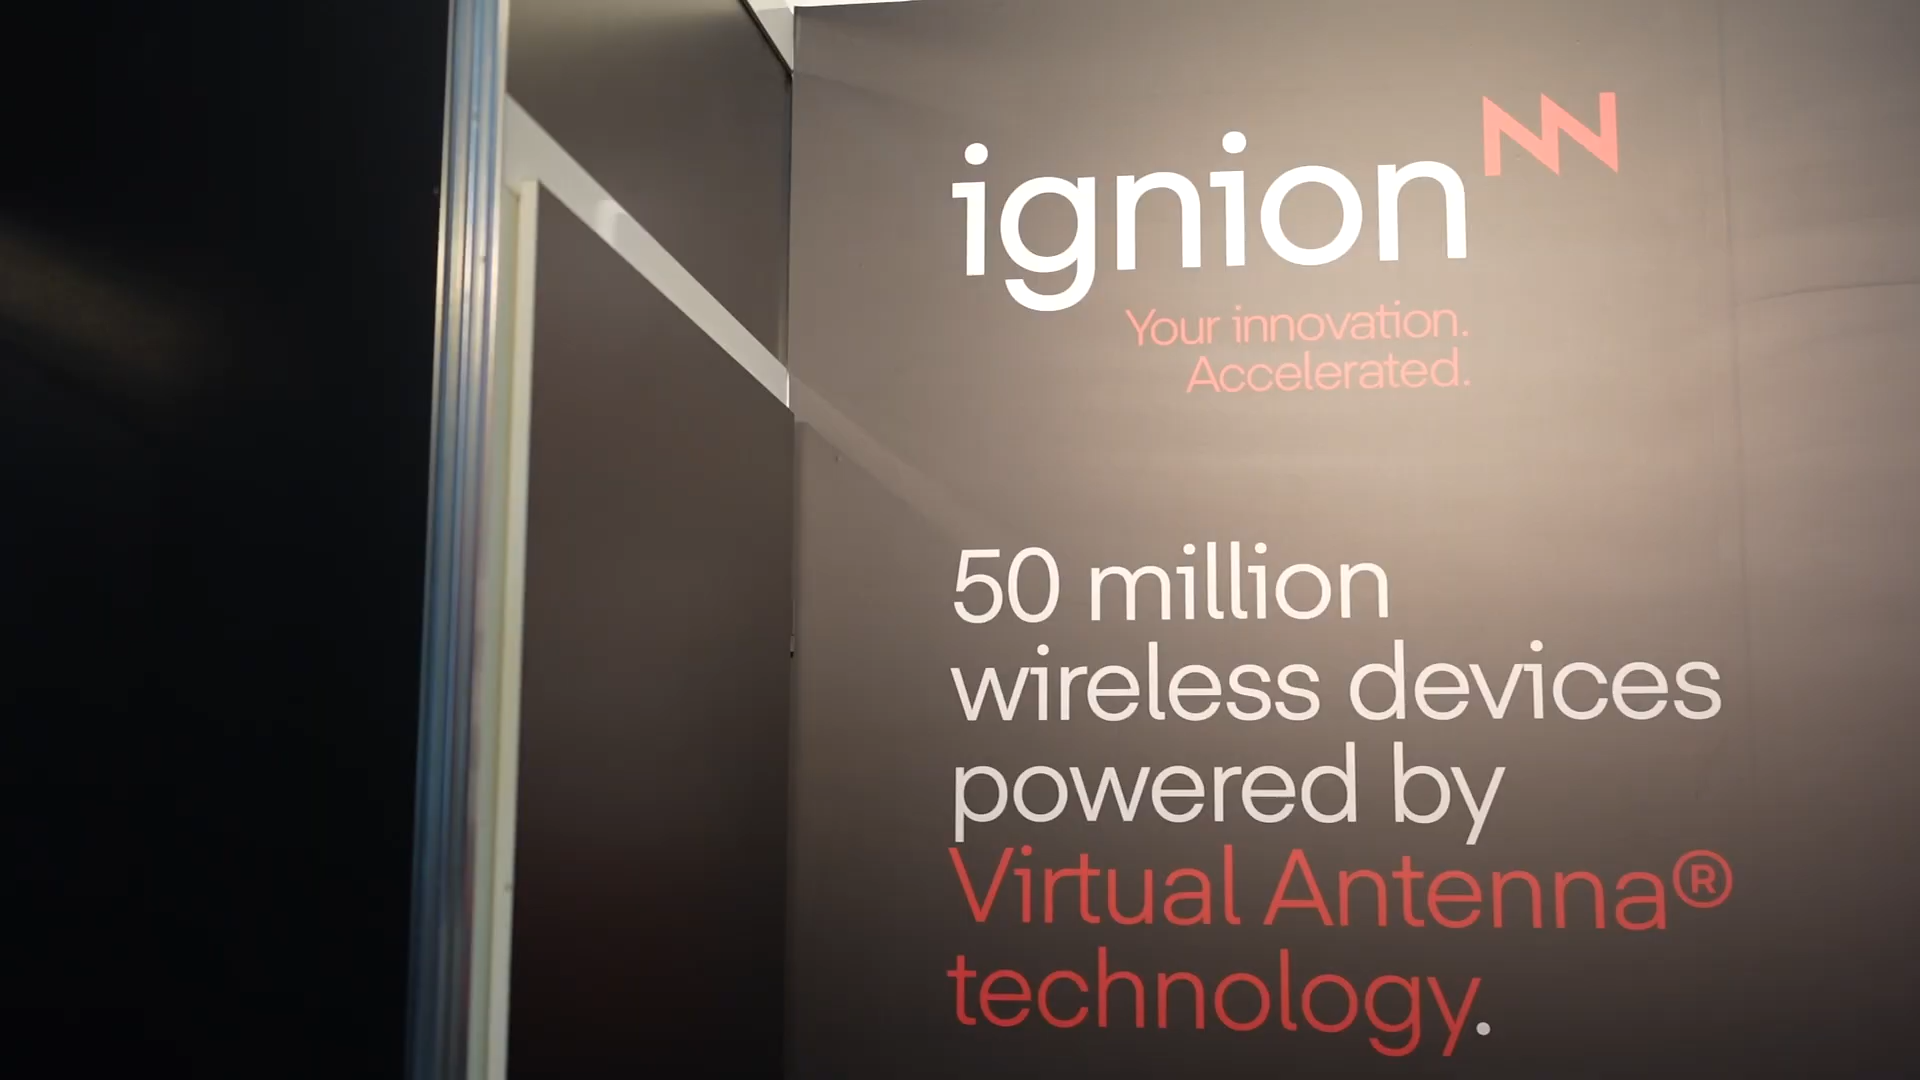 ignion
Your innovation.
Accelerated.
50 million
wireless devices
powered by
Virtual Antenna®
technology.